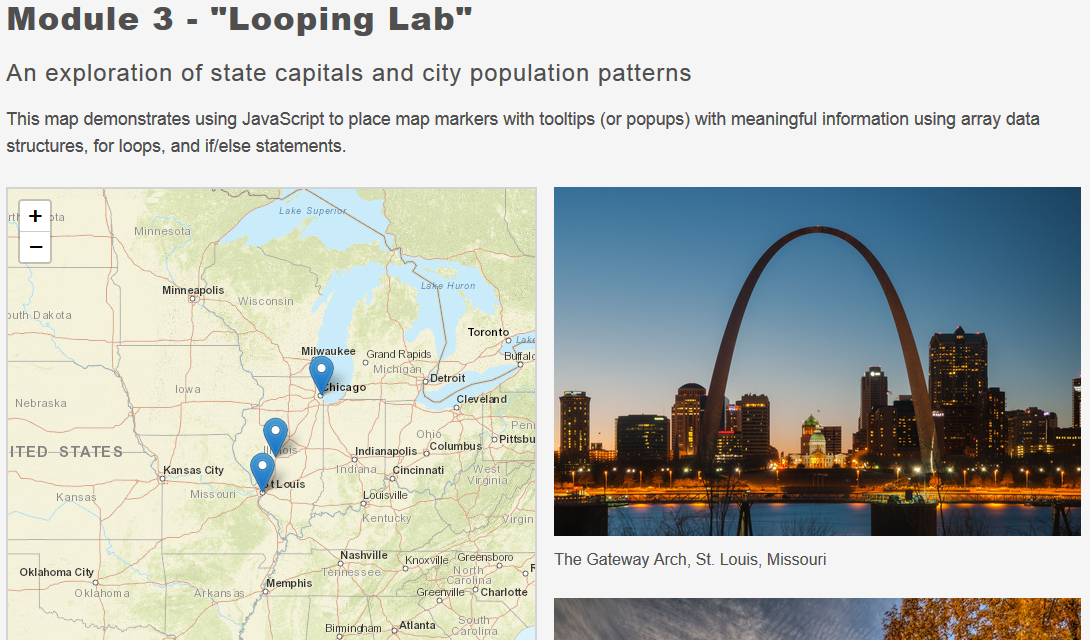 Module 3 - "Looping Lab"
An exploration of state capitals and city population patterns
This map demonstrates using JavaScript to place map markers with tooltips (or popups) with meaningful information using array data
structures, for loops, and if/else statements.
+
−
Lake Superior
Minnesota
Minneapolis
Wisconsin
Lake Huron
outh Dakota
Toronto
Milwaukee
Grand Rapids
Michigan
Buffalo
Detroit
Chicago
Iowa
Cleveland
Nebraska
Ohio
Penn
ITED STATES
Illinois
Indianapolis
Columbus
Pittsbu
Kansas City
Indiana
Cincinnati
West
Virginia
St Louis
Kansas
Missouri
Louisville
Kentucky
Virgin
Nashville
Knoxville
Greensboro
Oklahoma City
Tennessee
North
Carolina
Memphis
Oklahoma
Arkansas
Greenville
Charlotte
Birmingham
Atlanta
South
Carolina
The Gateway Arch, St. Louis, Missouri